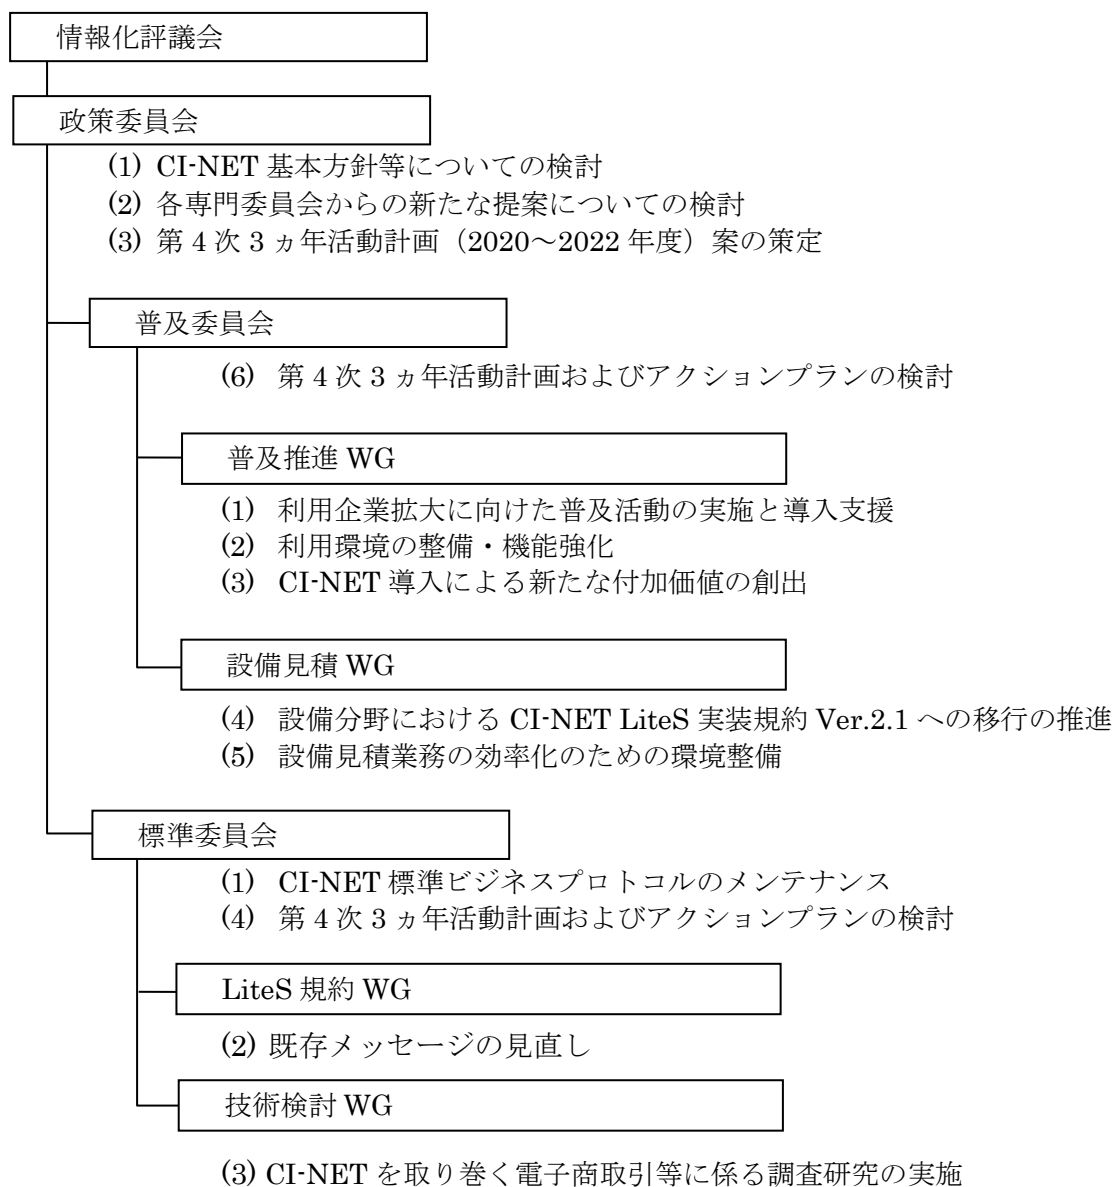 情報化評議会
政策委員会
(1) CI-NET 基本方針等についての検討
(2) 各専門委員会からの新たな提案についての検討
(3) 第 4 次 3 ヵ年活動計画（2020～2022 年度）案の策定
普及委員会
(6) 第 4 次 3 ヵ年活動計画およびアクションプランの検討
普及推進 WG
(1) 利用企業拡大に向けた普及活動の実施と導入支援
(2) 利用環境の整備・機能強化
(3) CI-NET 導入による新たな付加価値の創出
設備見積 WG
(4) 設備分野における CI-NET LiteS 実装規約 Ver.2.1 への移行の推進
(5) 設備見積業務の効率化のための環境整備
標準委員会
(1) CI-NET 標準ビジネスプロトコルのメンテナンス
(4) 第 4 次 3 ヵ年活動計画およびアクションプランの検討
LiteS 規約 WG
(2) 既存メッセージの見直し
技術検討 WG
(3) CI-NET を取り巻く電子商取引等に係る調査研究の実施